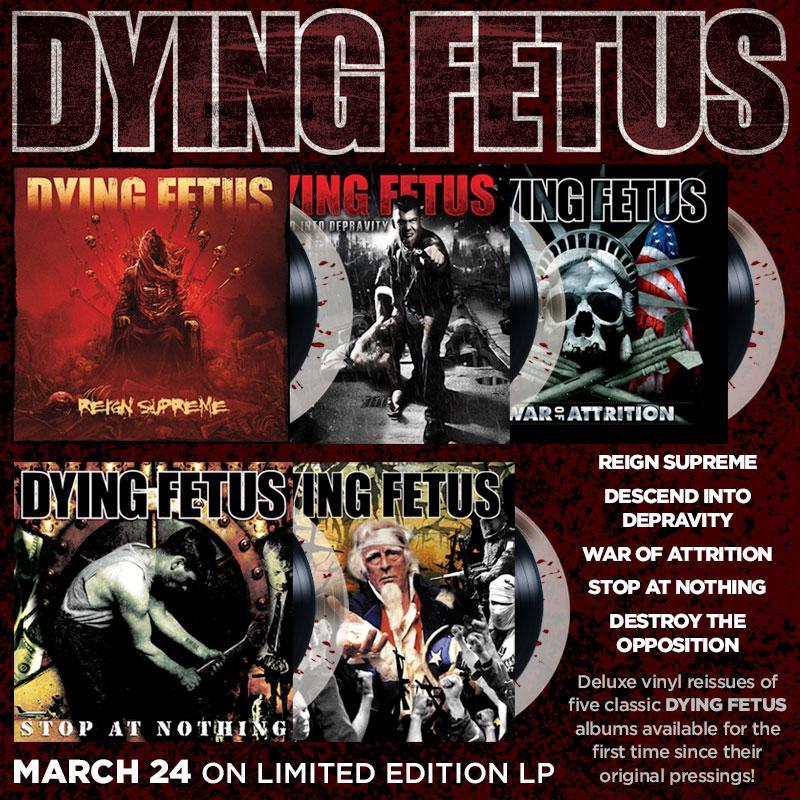 DYING FETUS
DYING FETUS
REIGN SUPREME
YING FETUS
D INTO DEPRAVITY
YING FETUS
WAR OF ATTRITION
DYING FETUS
STOP AT NOTHING
YING FETUS
REIGN SUPREME
DESCEND INTO
DEPRAVITY
WAR OF ATTRITION
STOP AT NOTHING
DESTROY THE
OPPOSITION
Deluxe vinyl reissues of
five classic DYING FETUS
albums available for the
first time since their
original pressings!
MARCH 24 ON LIMITED EDITION LP